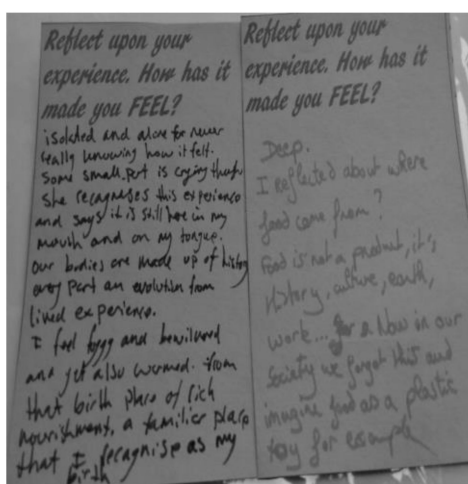 Reflect upon your
experience. How has it
made you FEEL?
isolated and alone for never
really knowing how it felt.
Some small part is crying though
She recognises this experience
and says it is still here in my
mouth and on my tongue.
Our bodies are made up of history
every part an evolution from
lived experience.
I feel foggy and bewildered
and yet also warmed. from
that birth place of rich
nourishment, a familiar place
that I recognise as my
birth
Reflect upon your
experience. How has it
made you FEEL?
Deep.
I reflected about where
food come from?
Food is not a product, it's
History, culture, earth,
work... a how in our
Society we forgot this and
imagine food as a plastic
toy for example